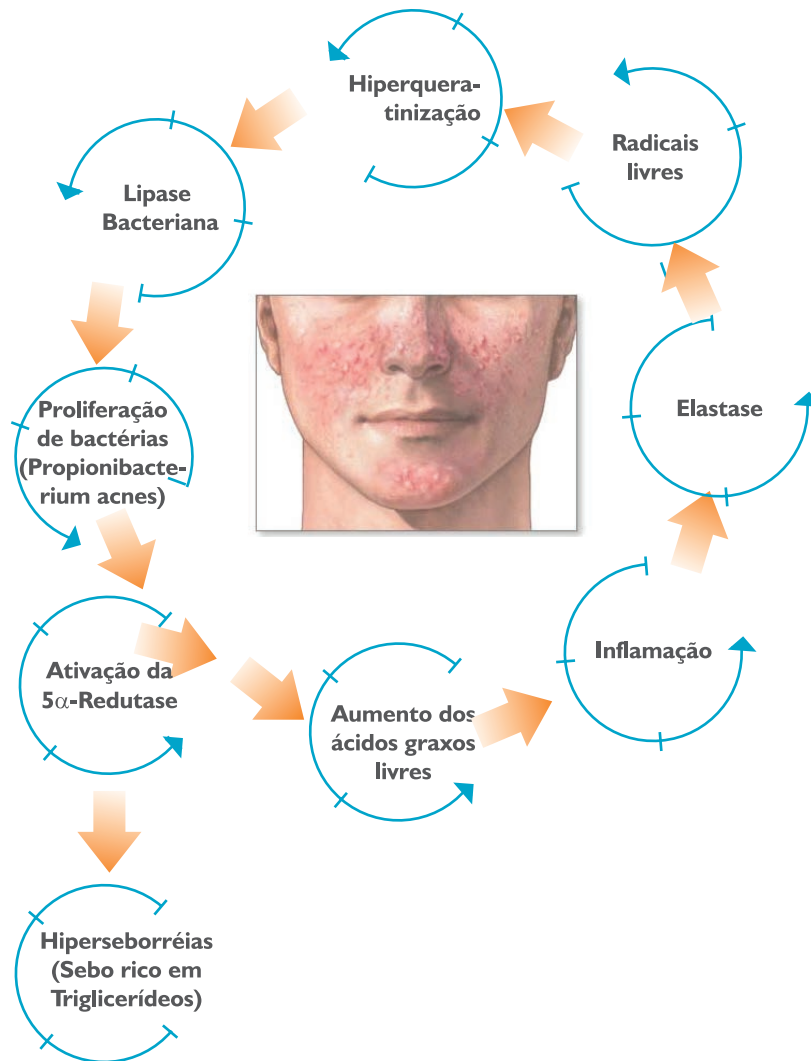 Hiperquera-
tinização
Radicais
livres
Lipase
Bacteriana
Elastase
Proliferação
de bactérias
(Propionibacte-
rium acnes)
Inflamação
Ativação da
5α-Redutase
Aumento dos
ácidos graxos
livres
Hiperseborréias
(Sebo rico em
Triglicerídeos)